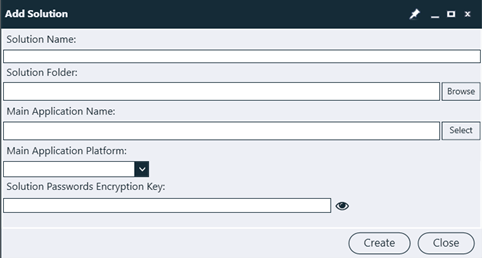 Add Solution
Solution Name:
Solution Folder:
Browse
Main Application Name:
Select
Main Application Platform:
Solution Passwords Encryption Key:
Create Close